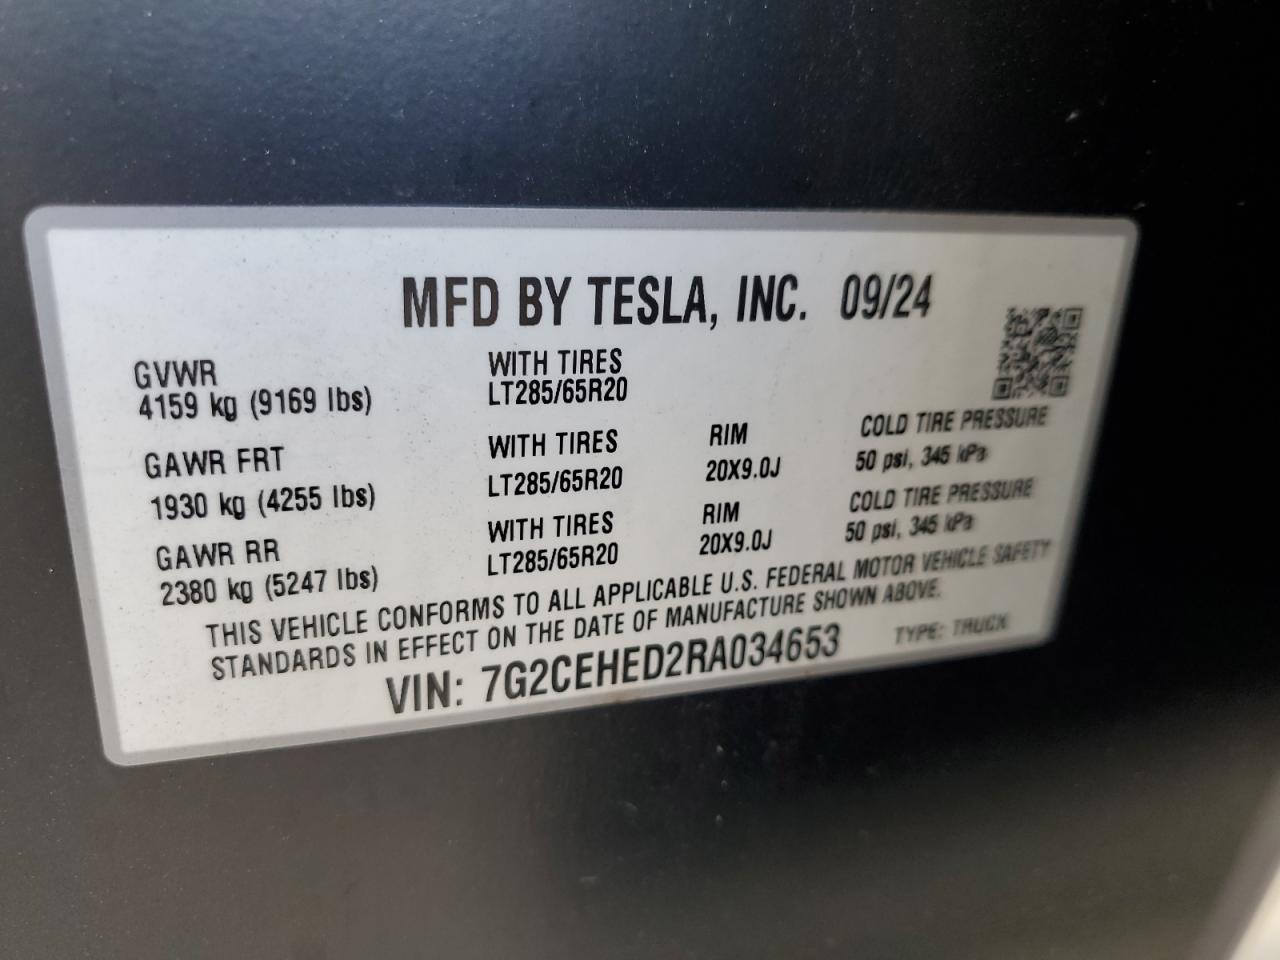 MFD BY TESLA, INC. 09/24
GVWR
4159 kg (9169 lbs)
WITH TIRES
LT285/65R20
GAWR FRT
1930 kg (4255 lbs)
WITH TIRES
LT285/65R20
RIM
20X9.0J
COLD TIRE PRESSURE
50 psi, 345 kPa
GAWR RR
2380 kg (5247 lbs)
WITH TIRES
LT285/65R20
RIM
20X9.0J
COLD TIRE PRESSURE
50 psi, 345 kPa
THIS VEHICLE CONFORMS TO ALL APPLICABLE U.S. FEDERAL MOTOR VEHICLE SAFETY
STANDARDS IN EFFECT ON THE DATE OF MANUFACTURE SHOWN ABOVE.
VIN: 7G2CEHED2RA034653 TYPE: TRUCK